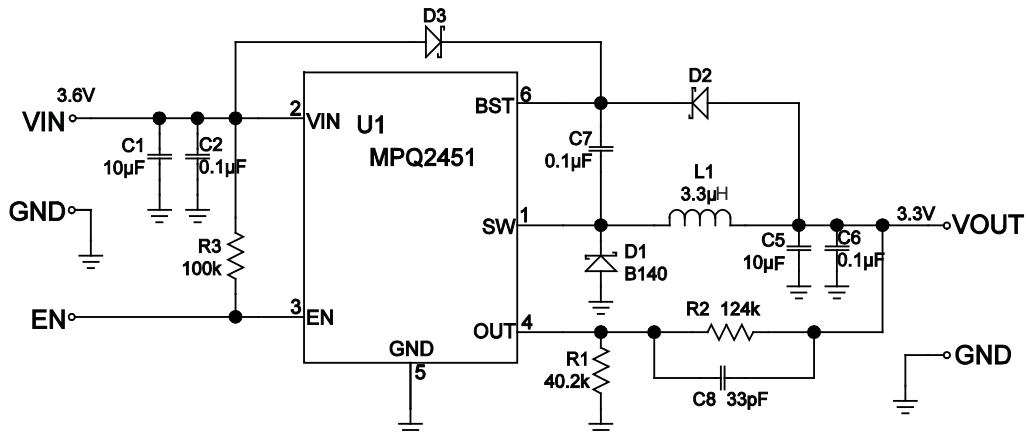 D3
3.6V
VIN
2
VIN
U1
MPQ2451
BST
6
D2
C1
10µF
C2
0.1µF
C7
0.1µF
L1
3.3µH
GND
SW
1
3.3V
VOUT
R3
100k
D1
B140
C5
10µF
C6
0.1µF
EN
3
EN
OUT
4
R2 124k
GND
5
R1
40.2k
C8 33pF
GND